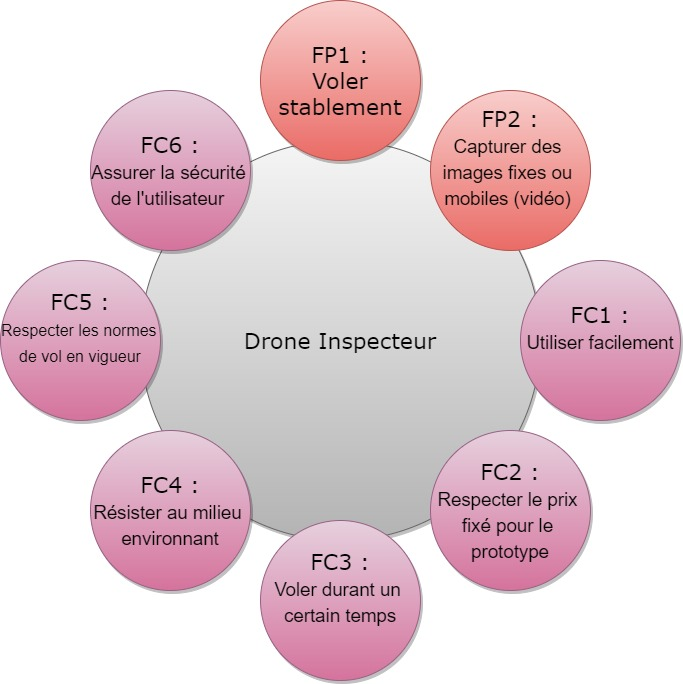 FP1 :
Voler
stablement
FP2 :
Capturer des
images fixes ou
mobiles (vidéo)
FC6 :
Assurer la sécurité
de l'utilisateur
FC5 :
Respecter les normes
de vol en vigueur
Drone Inspecteur
FC1 :
Utiliser facilement
FC4 :
Résister au milieu
environnant
FC2 :
Respecter le prix
fixé pour le
prototype
FC3 :
Voler durant un
certain temps